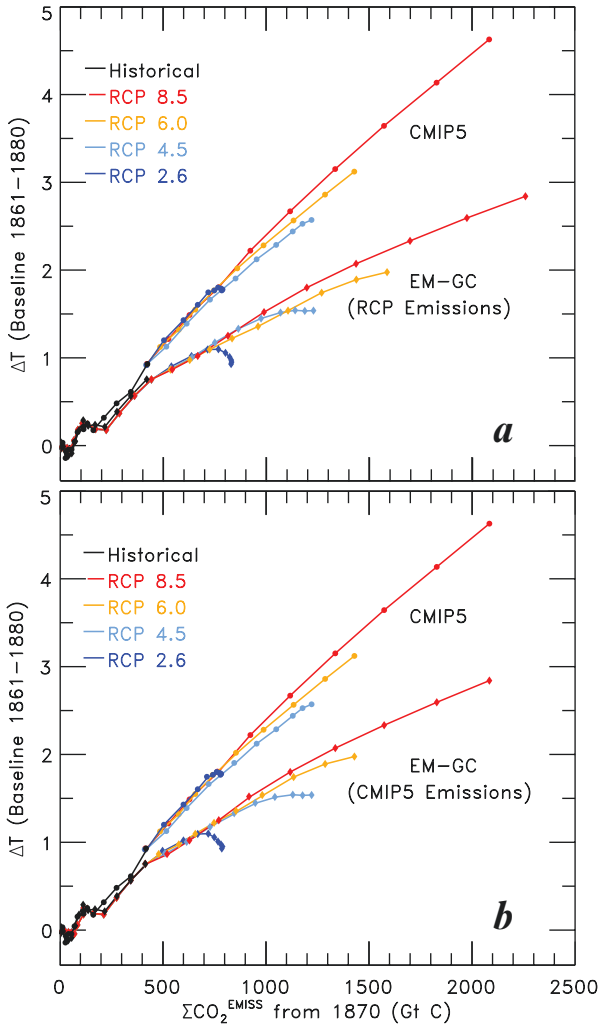 5
4
3
2
1
0
ΔT (Baseline 1861−1880)
Historical
RCP 8.5
RCP 6.0
RCP 4.5
RCP 2.6
CMIP5
EM−GC
(RCP Emissions)
a
5
4
3
2
1
0
ΔT (Baseline 1861−1880)
Historical
RCP 8.5
RCP 6.0
RCP 4.5
RCP 2.6
CMIP5
EM−GC
(CMIP5 Emissions)
b
0 500 1000 1500 2000 2500
ΣCO₂ᴱᴹᴵˢˢ from 1870 (Gt C)